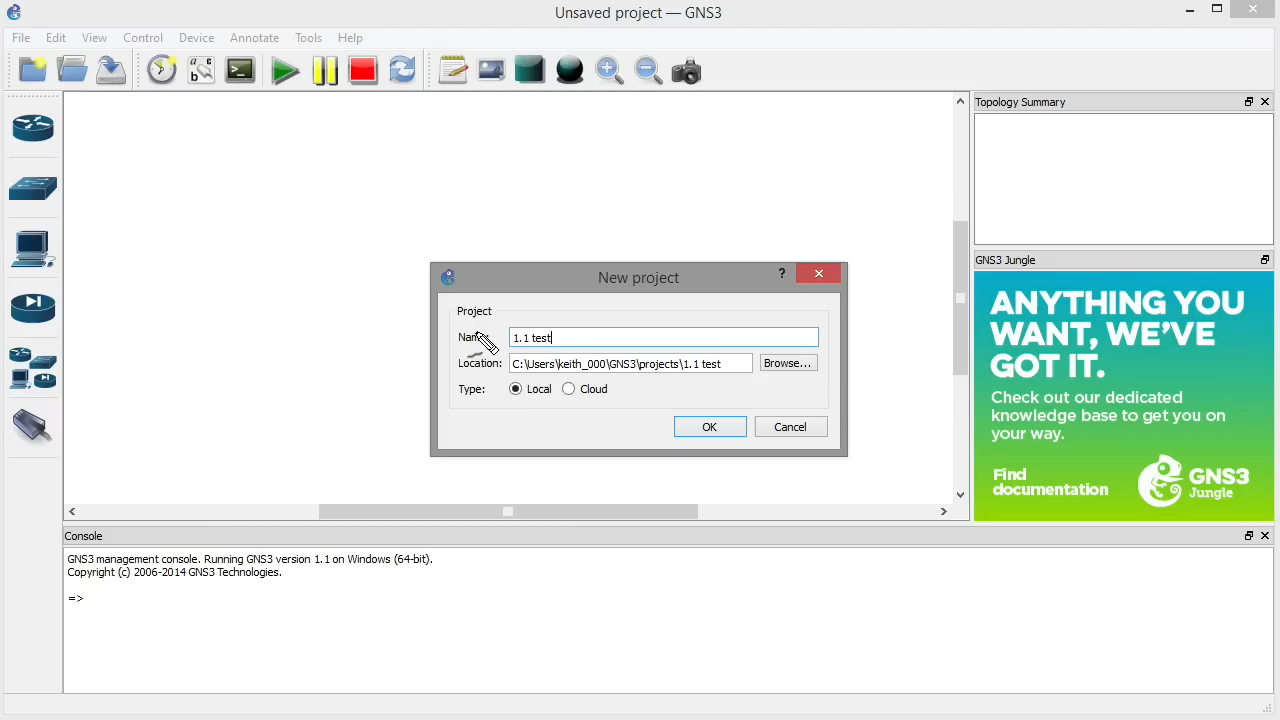 Unsaved project — GNS3
File Edit View Control Device Annotate Tools Help
Topology Summary
GNS3 Jungle
ANYTHING YOU
WANT, WE'VE
GOT IT.
Check out our dedicated
knowledge base to get you on
your way.
Find
documentation
GNS3
Jungle
New project
?
Project
Name:
1.1 test
Location:
C:\Users\keith_000\GNS3\projects\1.1 test
Browse...
Type:
Local
Cloud
OK
Cancel
Console
GNS3 management console. Running GNS3 version 1.1 on Windows (64-bit).
Copyright (c) 2006-2014 GNS3 Technologies.
=>